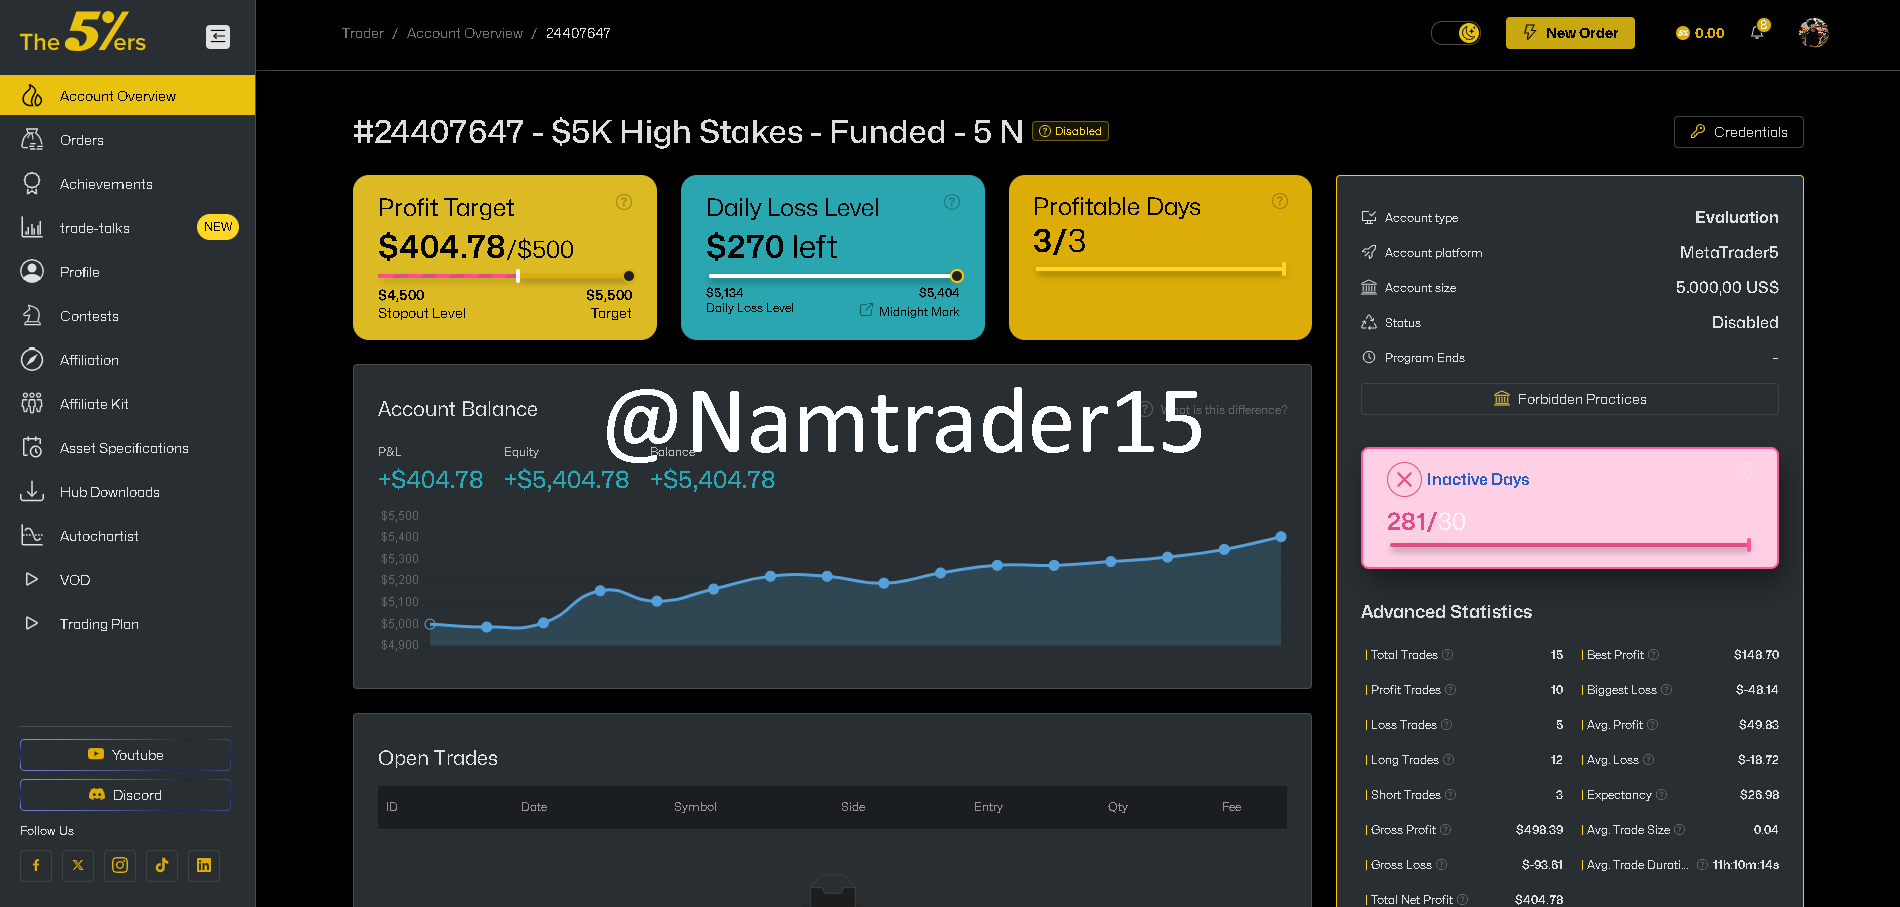 The 5%ers
Trader / Account Overview / 24407647
New Order
0.00
8
Account Overview
Orders
Achievements
trade-talks NEW
Profile
Contests
Affiliation
Affiliate Kit
Asset Specifications
Hub Downloads
Autochartist
VOD
Trading Plan
Youtube
Discord
Follow Us
#24407647 - $5K High Stakes - Funded - 5 N
Disabled
Credentials
Profit Target
$404.78/$500
$4,500 $5,500
Stopout Level Target
Daily Loss Level
$270 left
$5,134 $5,404
Daily Loss Level Midnight Mark
Profitable Days
3/3
Account Balance
What is this difference?
@Namtrader15
P&L Equity Balance
+$404.78 +$5,404.78 +$5,404.78
$5,500
$5,400
$5,300
$5,200
$5,100
$5,000
$4,900
Open Trades
ID Date Symbol Side Entry Qty Fee
Account type Evaluation
Account platform MetaTrader5
Account size 5.000,00 US$
Status Disabled
Program Ends -
Forbidden Practices
Inactive Days
281/30
Advanced Statistics
Total Trades 15 Best Profit $148.70
Profit Trades 10 Biggest Loss $-48.14
Loss Trades 5 Avg. Profit $49.83
Long Trades 12 Avg. Loss $-18.72
Short Trades 3 Expectancy $26.98
Gross Profit $498.39 Avg. Trade Size 0.04
Gross Loss $-93.61 Avg. Trade Durati... 11h:10m:14s
Total Net Profit $404.78